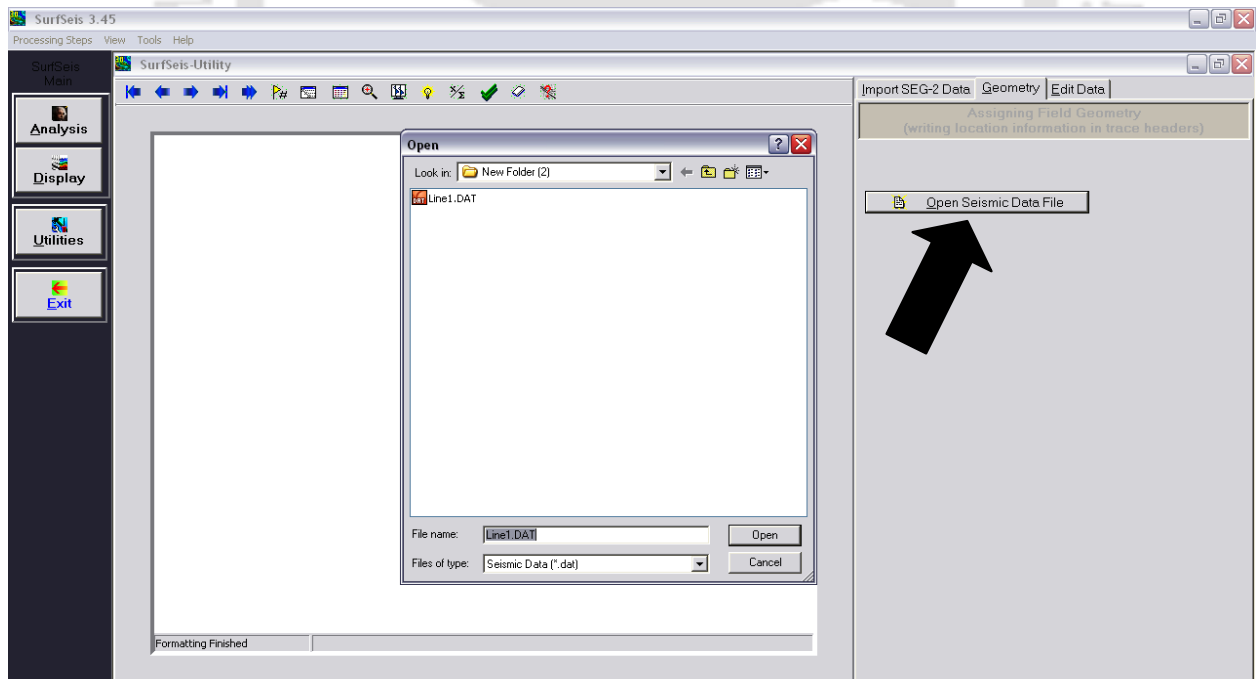 SurfSeis 3.45
Processing Steps View Tools Help
SurfSeis
Main
Analysis
Display
Utilities
Exit
SurfSeis-Utility
Import SEG-2 Data Geometry Edit Data
Assigning Field Geometry
(writing location information in trace headers)
Open Seismic Data File
Open
Look in: New Folder (2)
Line1.DAT
File name: Line1.DAT Open
Files of type: Seismic Data (*.dat) Cancel
Formatting Finished